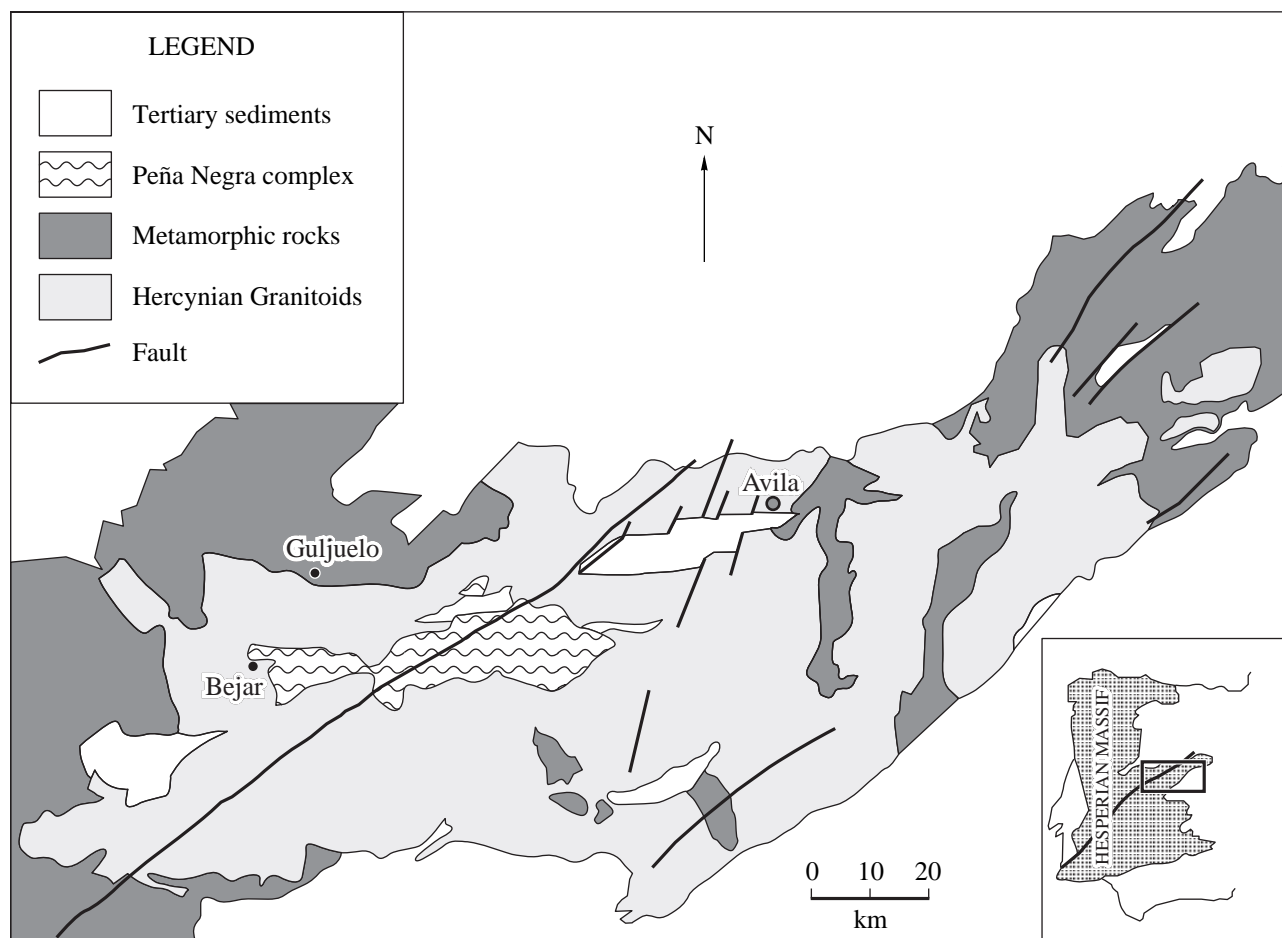 LEGEND
Tertiary sediments
Peña Negra complex
Metamorphic rocks
Hercynian Granitoids
Fault
N
Avila
Guljuelo
Bejar
0 10 20
km
HESPERIAN MASSIF